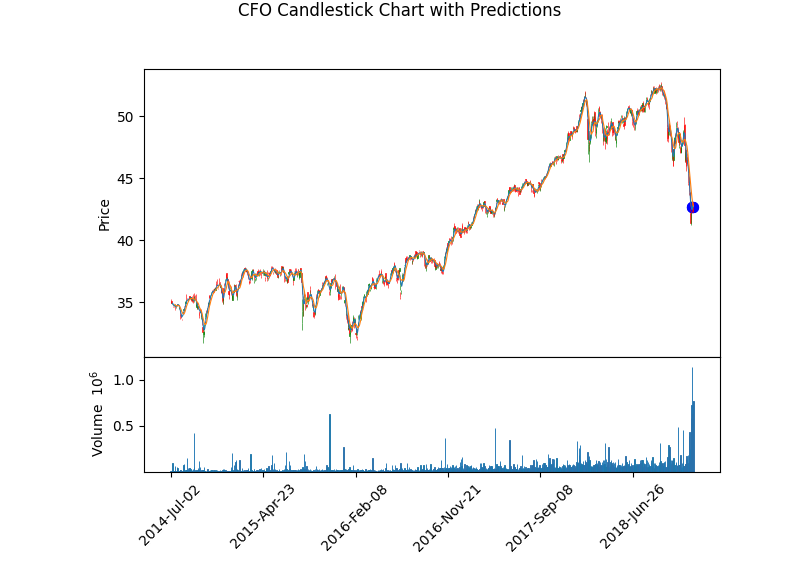 CFO Candlestick Chart with Predictions
Price
50
45
40
35
Volume 10^6
1.0
0.5
2014-Jul-02
2015-Apr-23
2016-Feb-08
2016-Nov-21
2017-Sep-08
2018-Jun-26